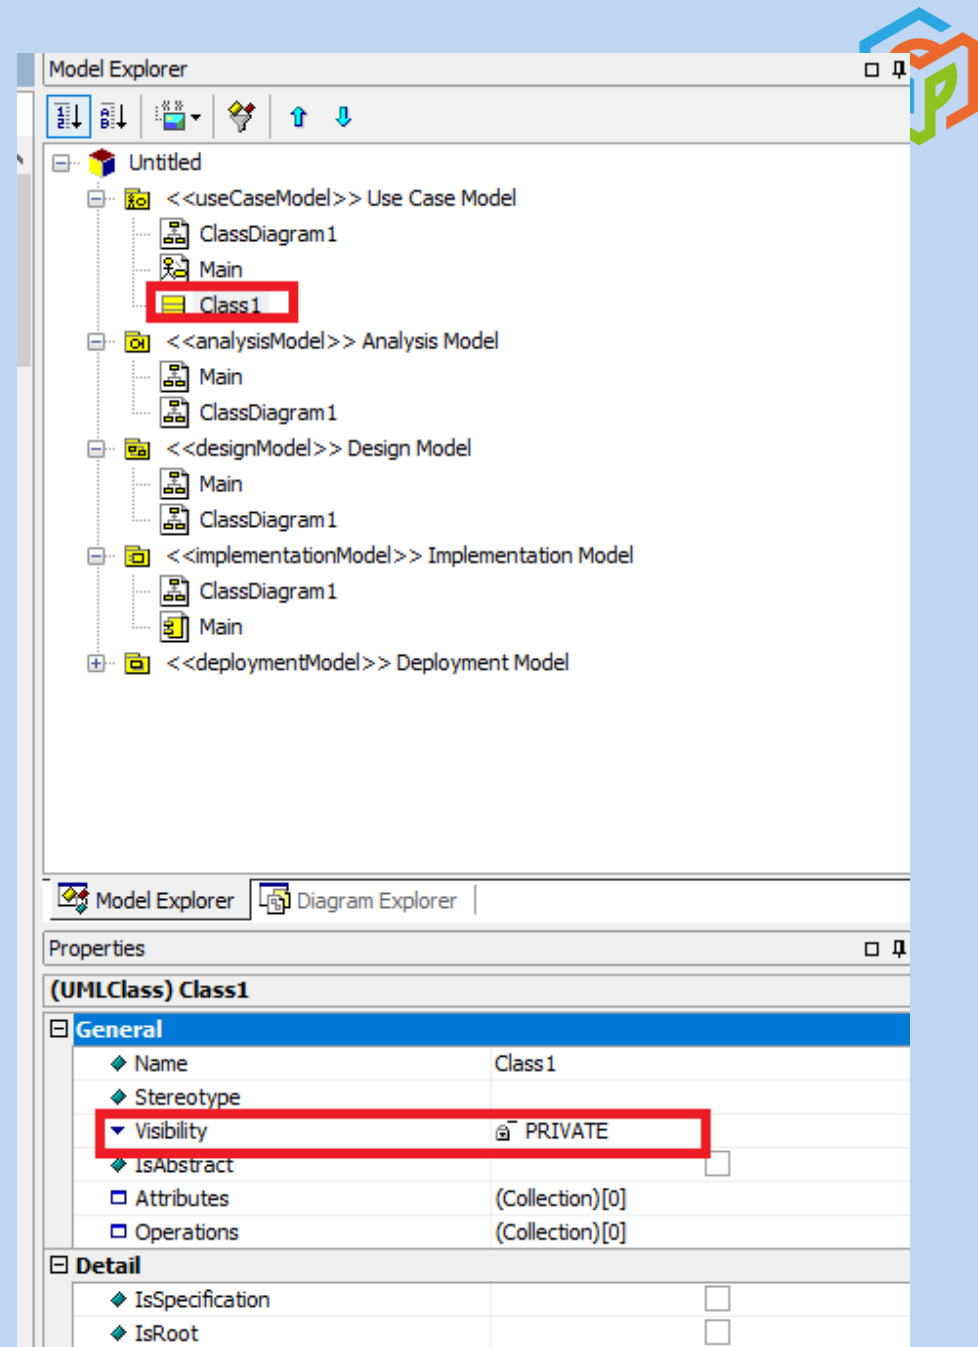 Model Explorer
Untitled
<<useCaseModel>> Use Case Model
ClassDiagram1
Main
Class1
<<analysisModel>> Analysis Model
Main
ClassDiagram1
<<designModel>> Design Model
Main
ClassDiagram1
<<implementationModel>> Implementation Model
ClassDiagram1
Main
<<deploymentModel>> Deployment Model
Model Explorer Diagram Explorer
Properties
(UMLClass) Class1
General
Name Class1
Stereotype
Visibility PRIVATE
IsAbstract
Attributes (Collection)[0]
Operations (Collection)[0]
Detail
IsSpecification
IsRoot